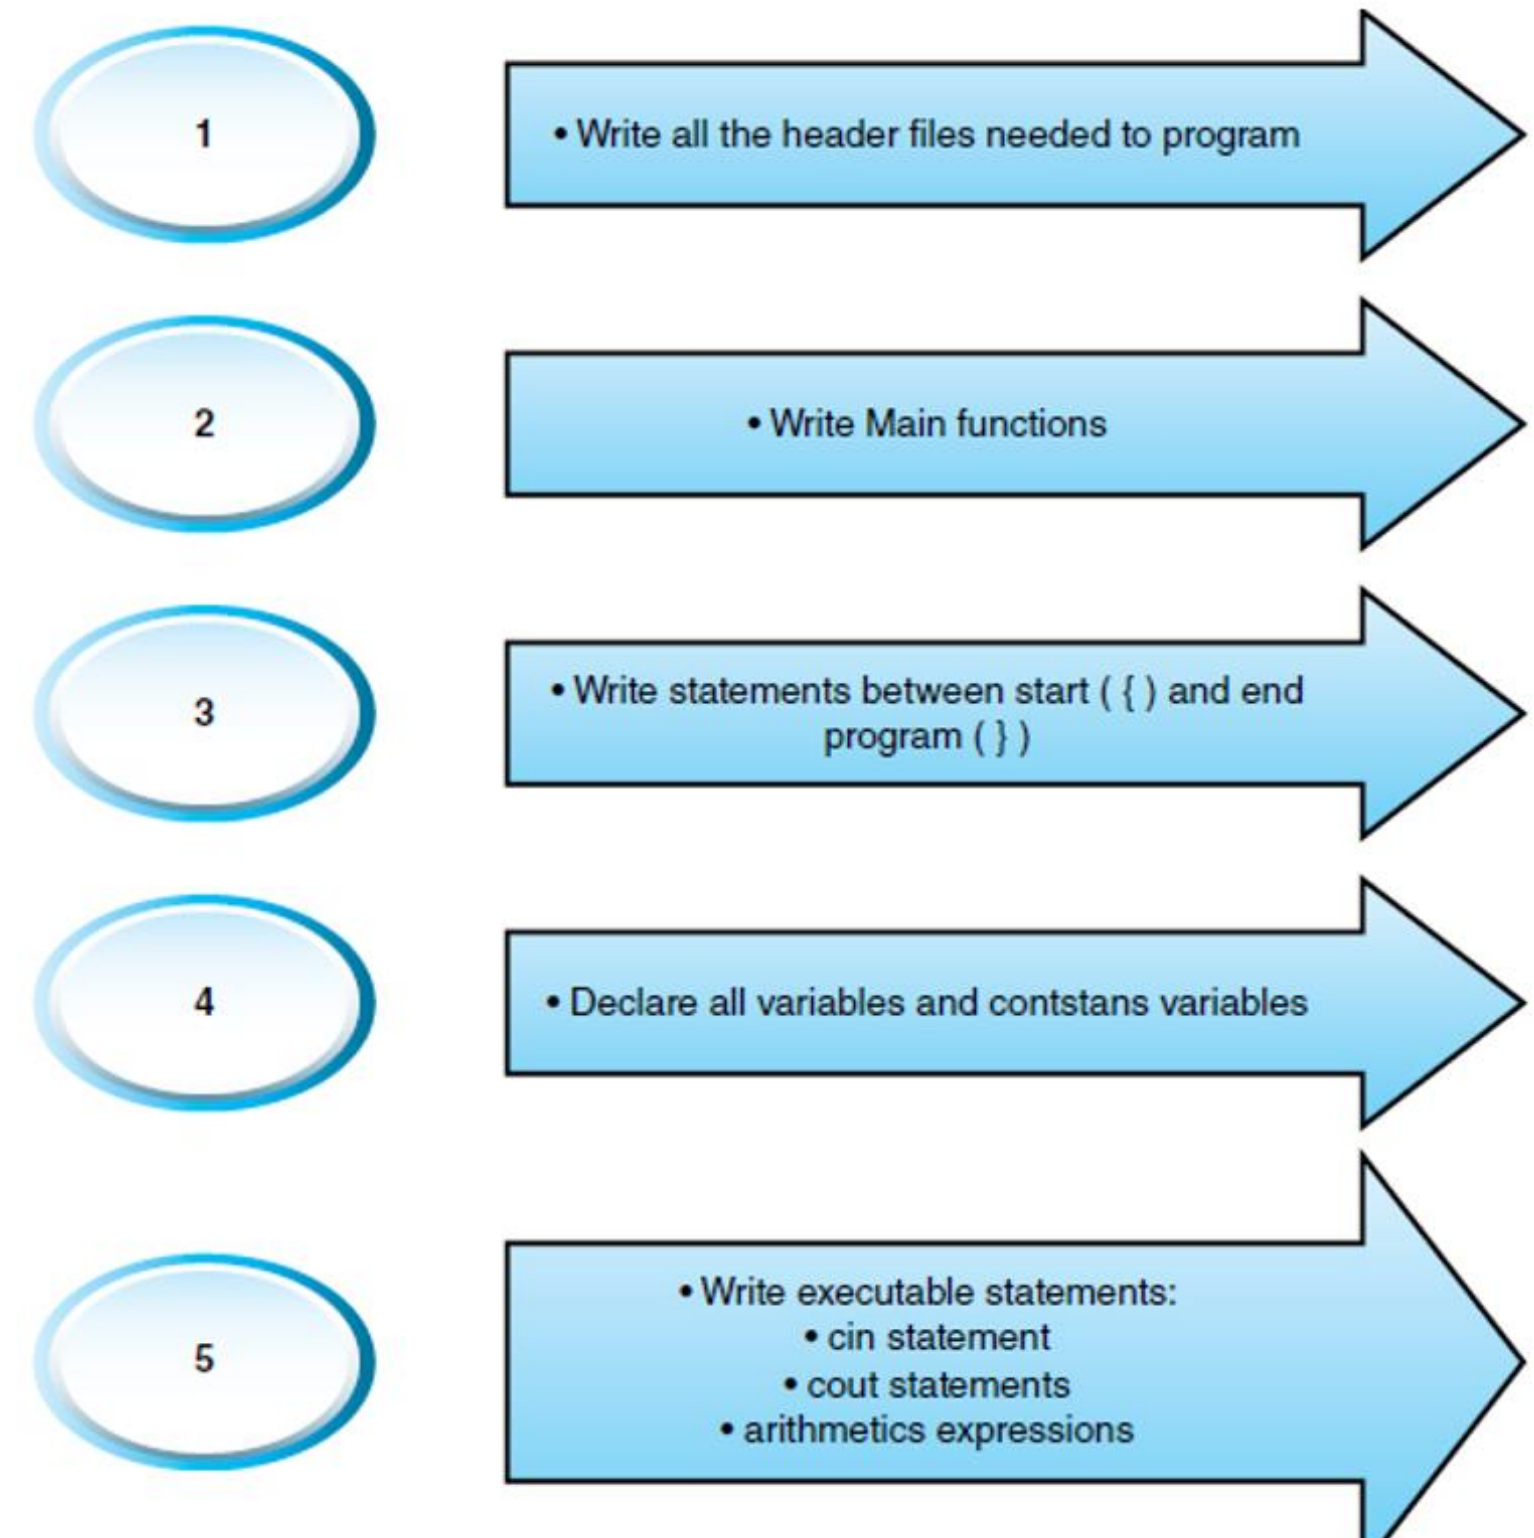 1
• Write all the header files needed to program
2
• Write Main functions
3
• Write statements between start ( { ) and end
program ( } )
4
• Declare all variables and contstans variables
5
• Write executable statements:
• cin statement
• cout statements
• arithmetics expressions